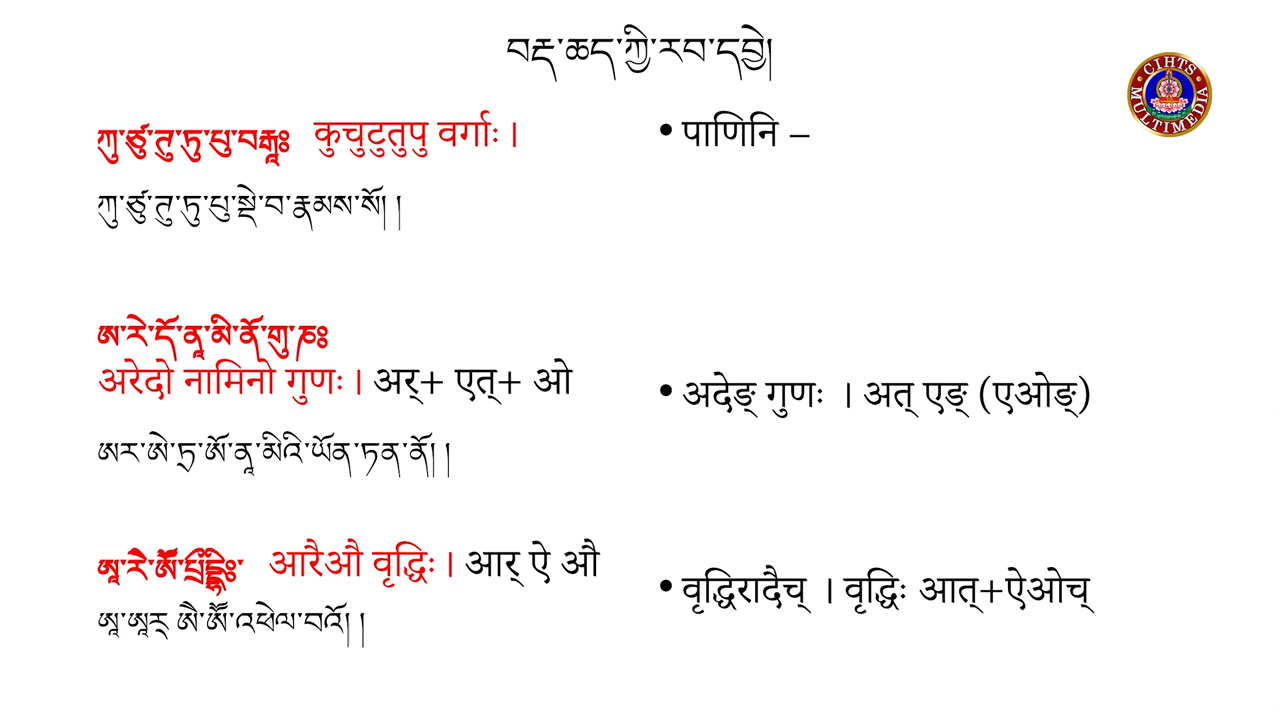 བརྡ་ཆད་ཀྱི་རབ་དབྱེ།
CIHTS MULTIMEDIA
ཀུ་ཙུ་ཊུ་ཏུ་པུ་བརྒཱཿ कुचुटुतुपु वर्गाः ।
• पाणिनि –
ཀུ་ཙུ་ཊུ་ཏུ་པུ་སྡེ་བ་རྣམས་སོ། །
ཨ་རེ་དོ་ནཱ་མི་ནོ་གུ་ཎཿ
अरेदो नामिनो गुणः । अर्+ एत्+ ओ
• अदेङ् गुणः । अत् एङ् (एओङ्)
ཨར་ཨེ་ཏ྄་ཨོ་ནཱ་མིའི་ཡོན་ཏན་ནོ། །
आरैऔ वृद्धिः । आर् ऐ औ
• वृद्धिरादैच् । वृद्धिः आत्+ऐओच्
ཨཱ་ཨཱར྄ ཨཻ་ཨཽ་འཕེལ་བའོ། །